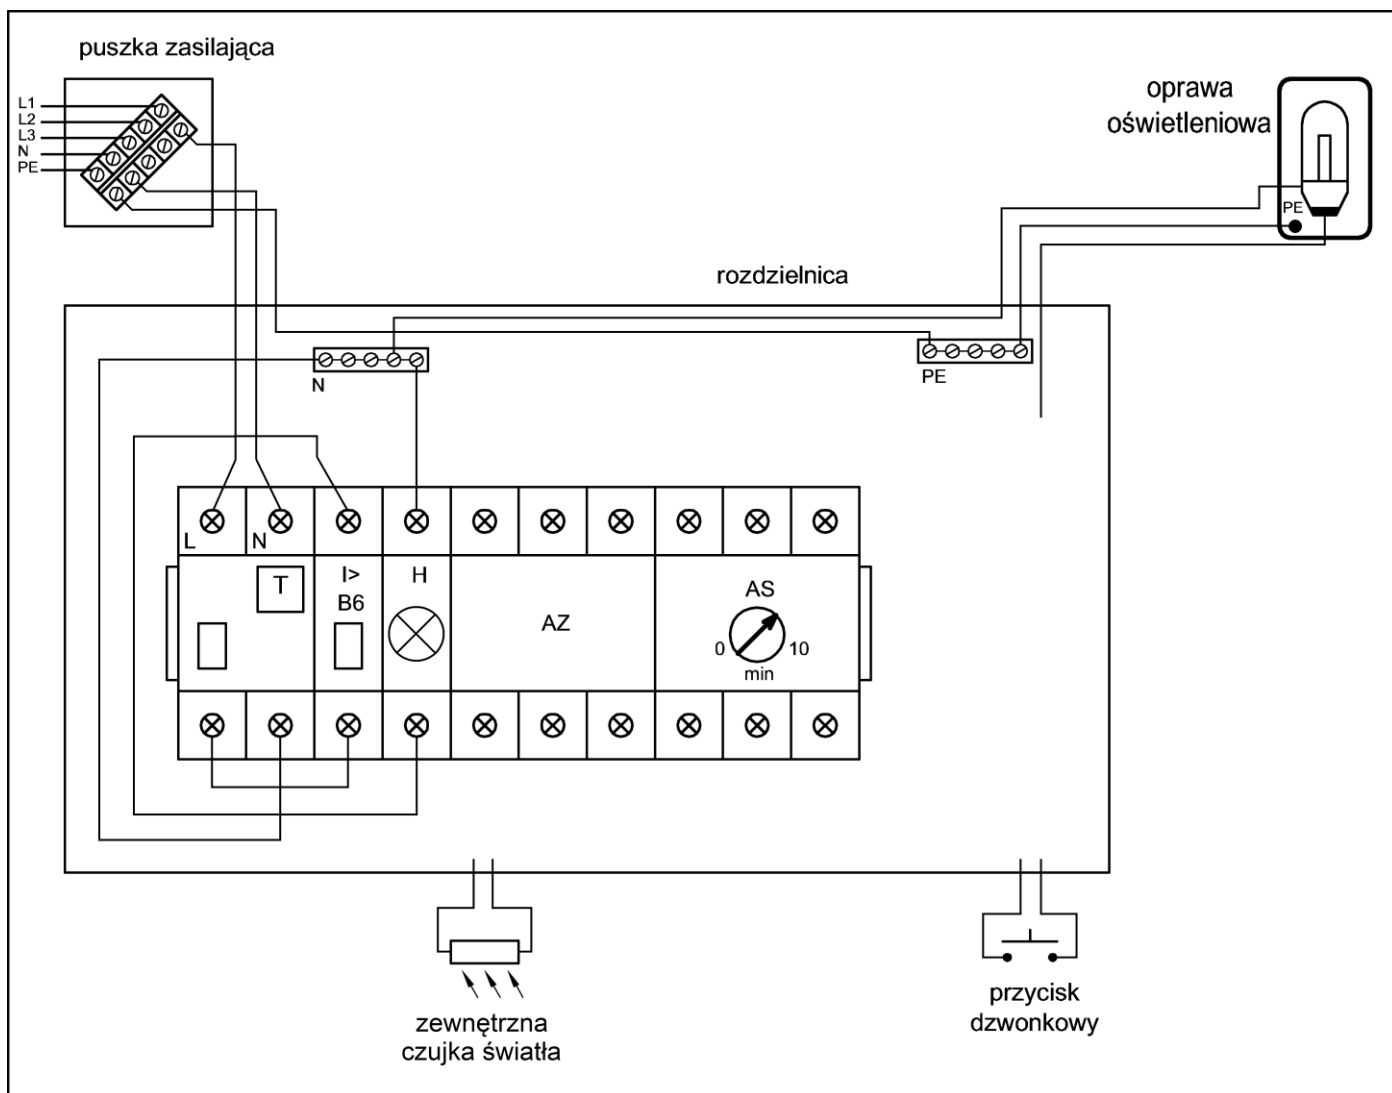 puszka zasilająca
L1
L2
L3
N
PE
oprawa
oświetleniowa
PE
rozdzielnica
N
PE
L
N
T
I>
B6
H
AZ
AS
0
10
min
zewnętrzna
czujka światła
przycisk
dzwonkowy